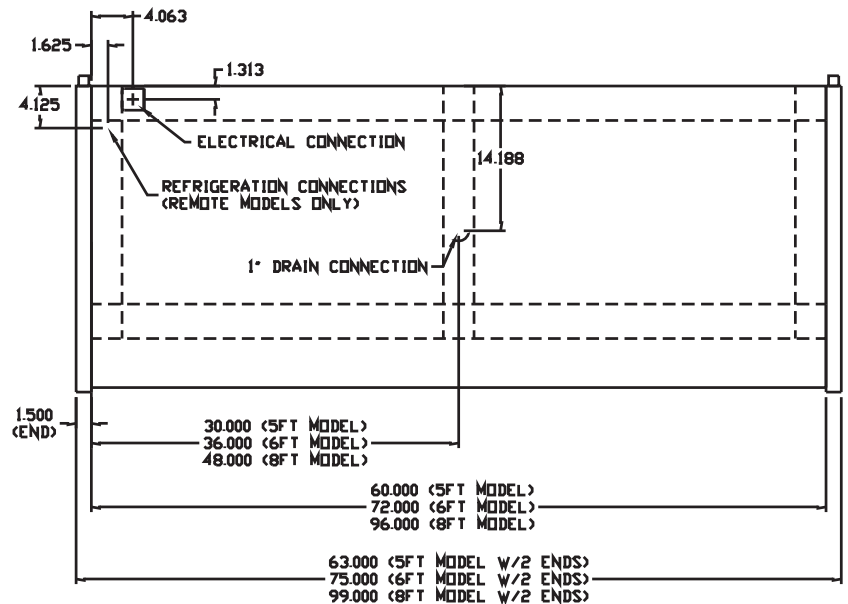 4.063
1.625
1.313
4.125
ELECTRICAL CONNECTION
14.188
REFRIGERATION CONNECTIONS
(REMOTE MODELS ONLY)
1" DRAIN CONNECTION
1.500
(END)
30.000 (5FT MODEL)
36.000 (6FT MODEL)
48.000 (8FT MODEL)
60.000 (5FT MODEL)
72.000 (6FT MODEL)
96.000 (8FT MODEL)
63.000 (5FT MODEL W/2 ENDS)
75.000 (6FT MODEL W/2 ENDS)
99.000 (8FT MODEL W/2 ENDS)